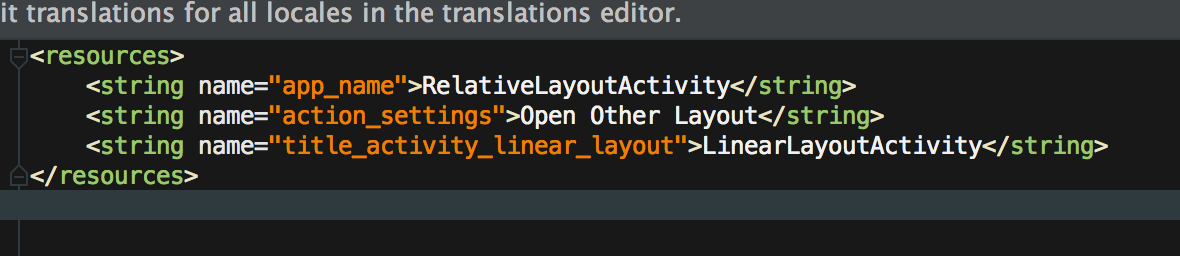 it translations for all locales in the translations editor.
<resources>
    <string name="app_name">RelativeLayoutActivity</string>
    <string name="action_settings">Open Other Layout</string>
    <string name="title_activity_linear_layout">LinearLayoutActivity</string>
</resources>